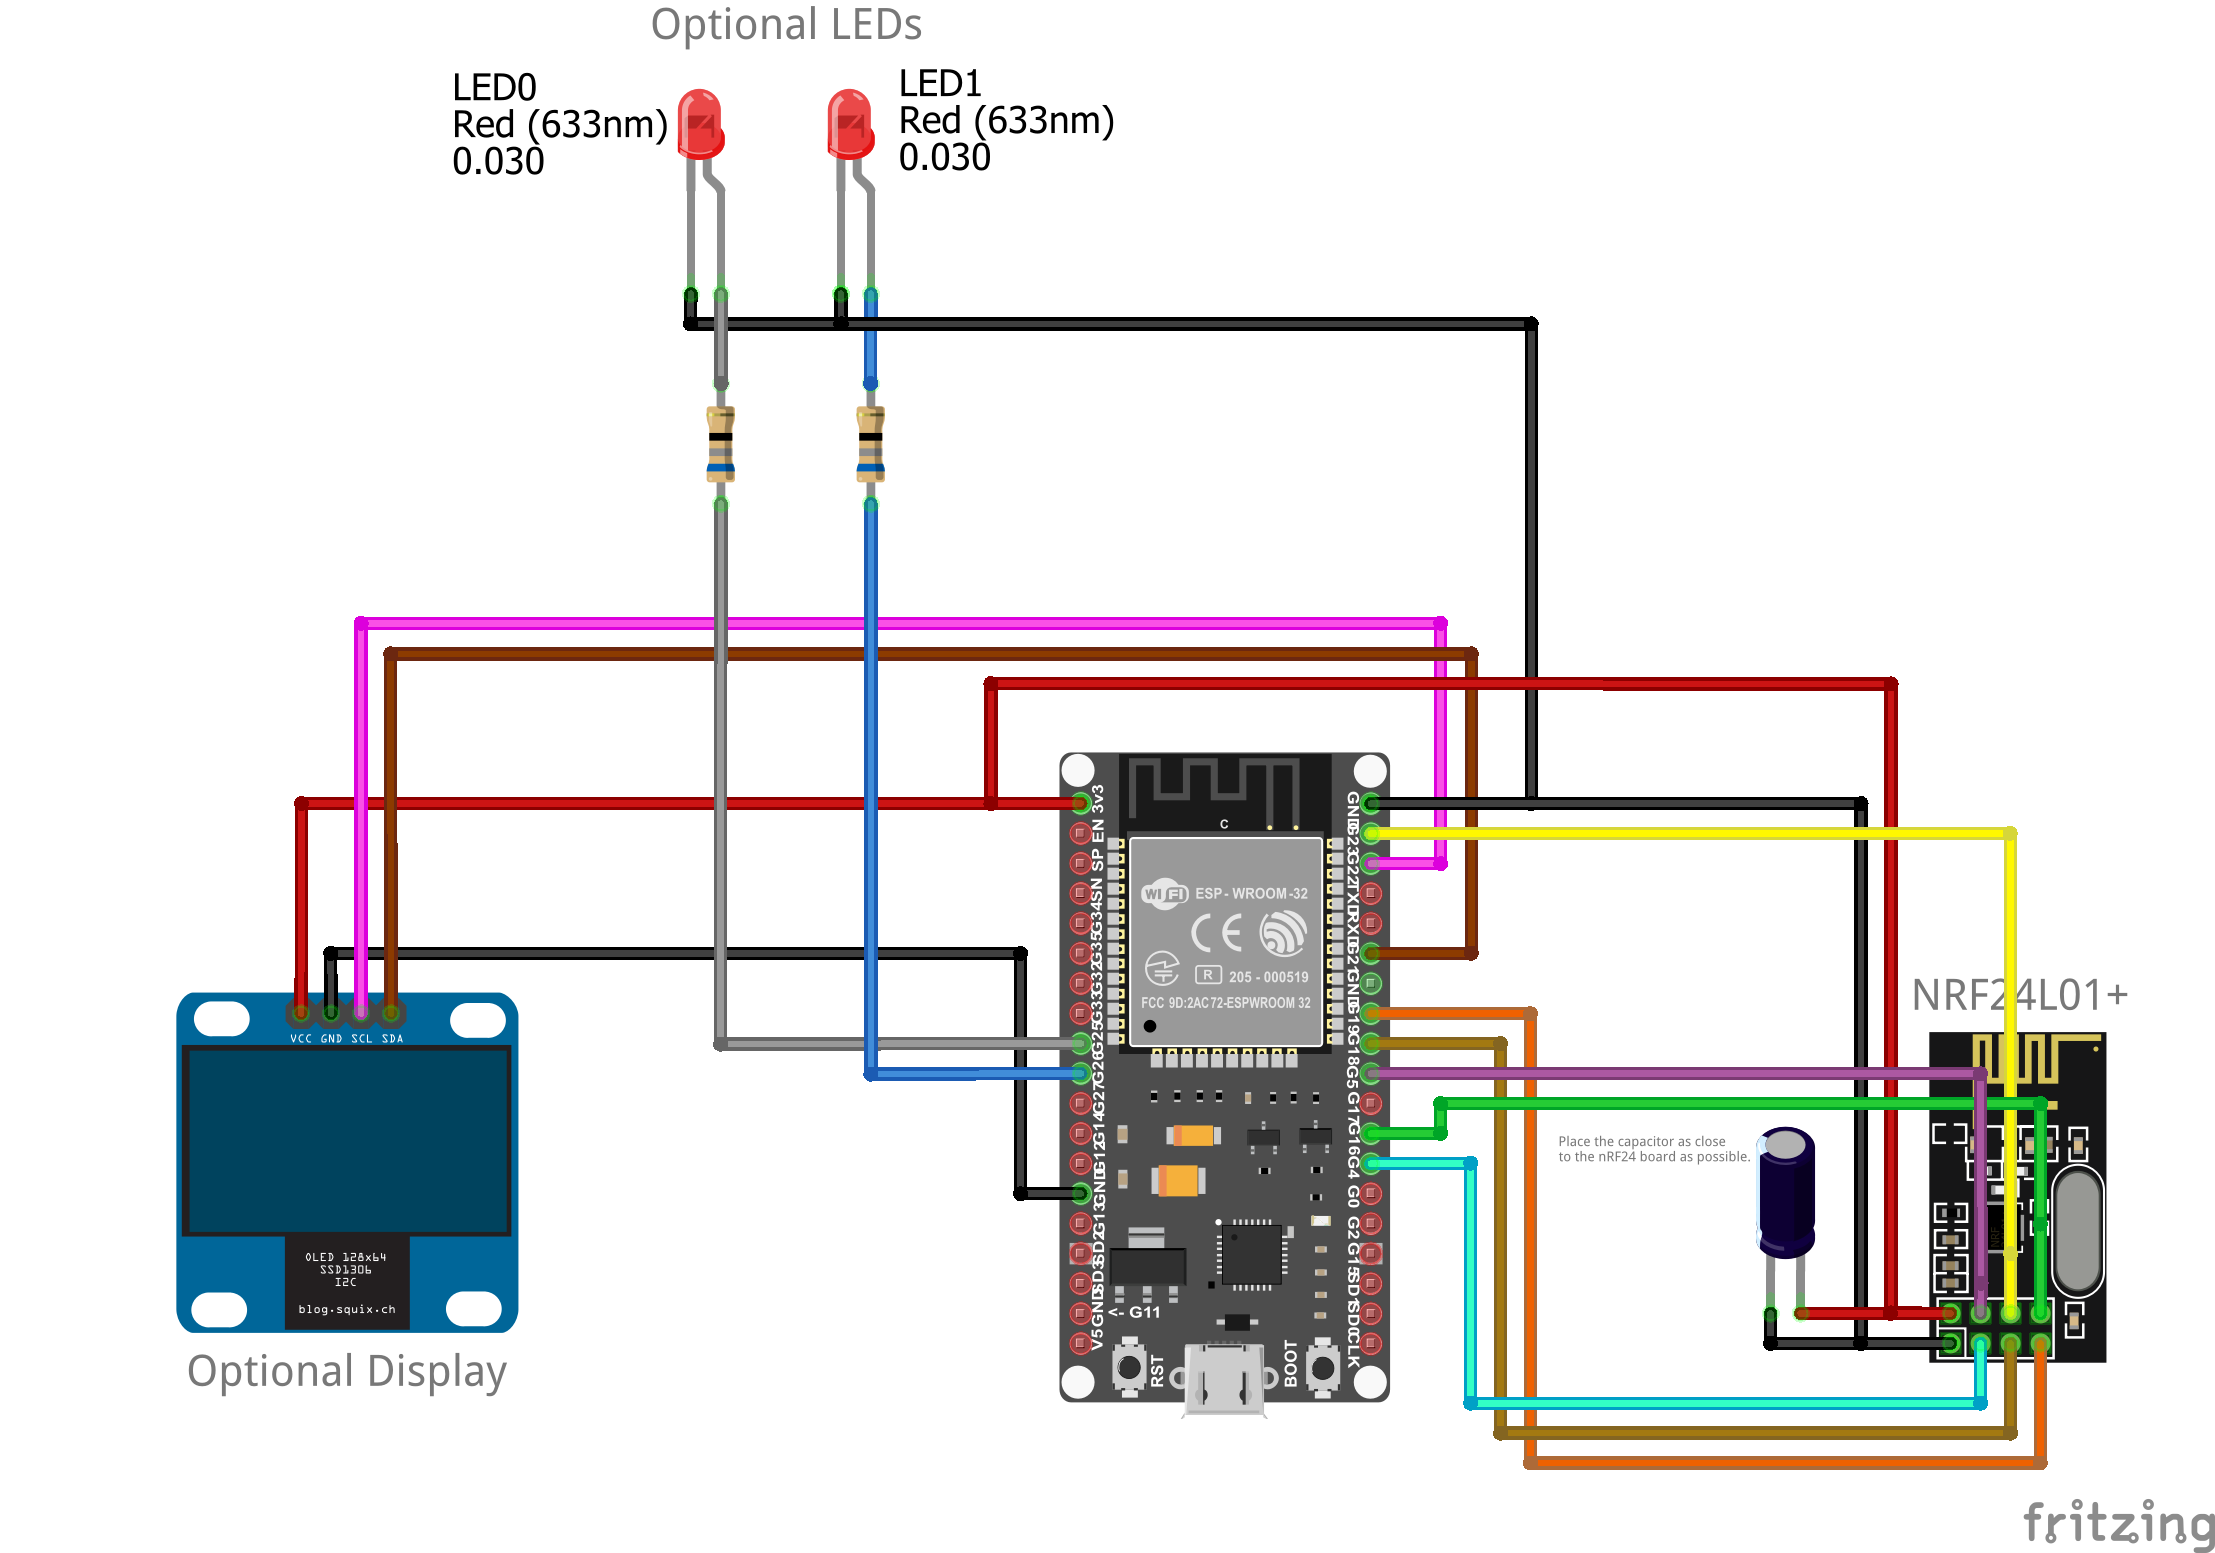 Optional LEDs
LED0
Red (633nm)
0.030
LED1
Red (633nm)
0.030
3v3
EN
SP
SN
G34
G35
G32
G33
G25
G26
G27
G14
G12
GND
G13
SD2
SD3
GND
V5
GND
G23
G22
TXD
RXD
G21
GND
G19
G18
G5
G17
G16
G4
G0
G2
G15
SD1
SD0
CLK
C
Wi Fi ESP - WROOM -32
CE
R 205 - 000519
FCC 9D:2AC72-ESPWROOM 32
<- G11
RST
BOOT
VCC GND SCL SDA
OLED 128x64
SSD1306
I2C
blog.squix.ch
Optional Display
NRF24L01+
Place the capacitor as close
to the nRF24 board as possible.
NRF
fritzing